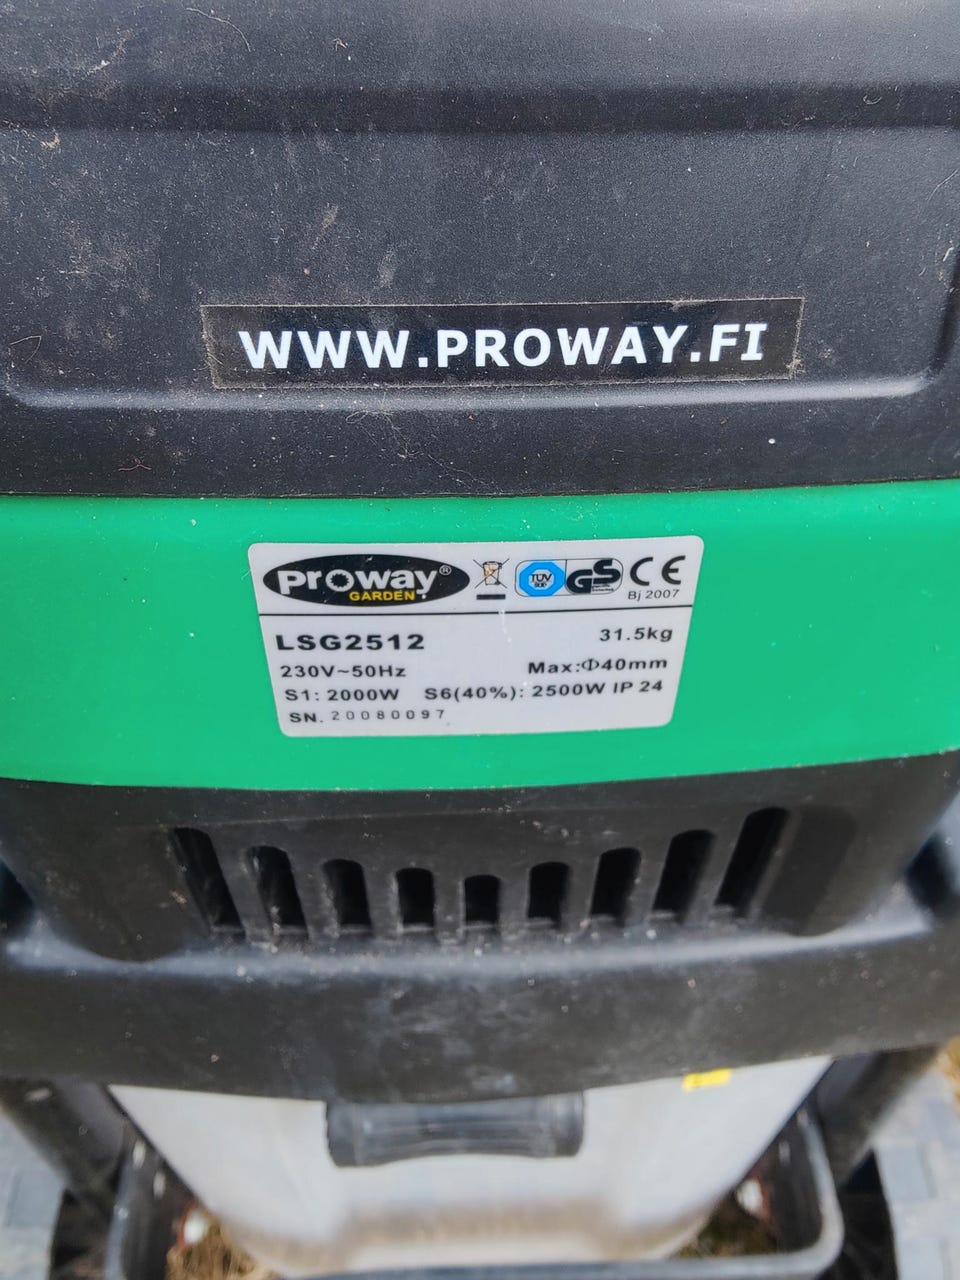 WWW.PROWAY.FI
proway®
GARDEN
TÜV
SÜD
GS
CE
Bj 2007
LSG2512 31.5kg
230V~50Hz Max:Φ40mm
S1: 2000W S6(40%): 2500W IP 24
SN. 20080097